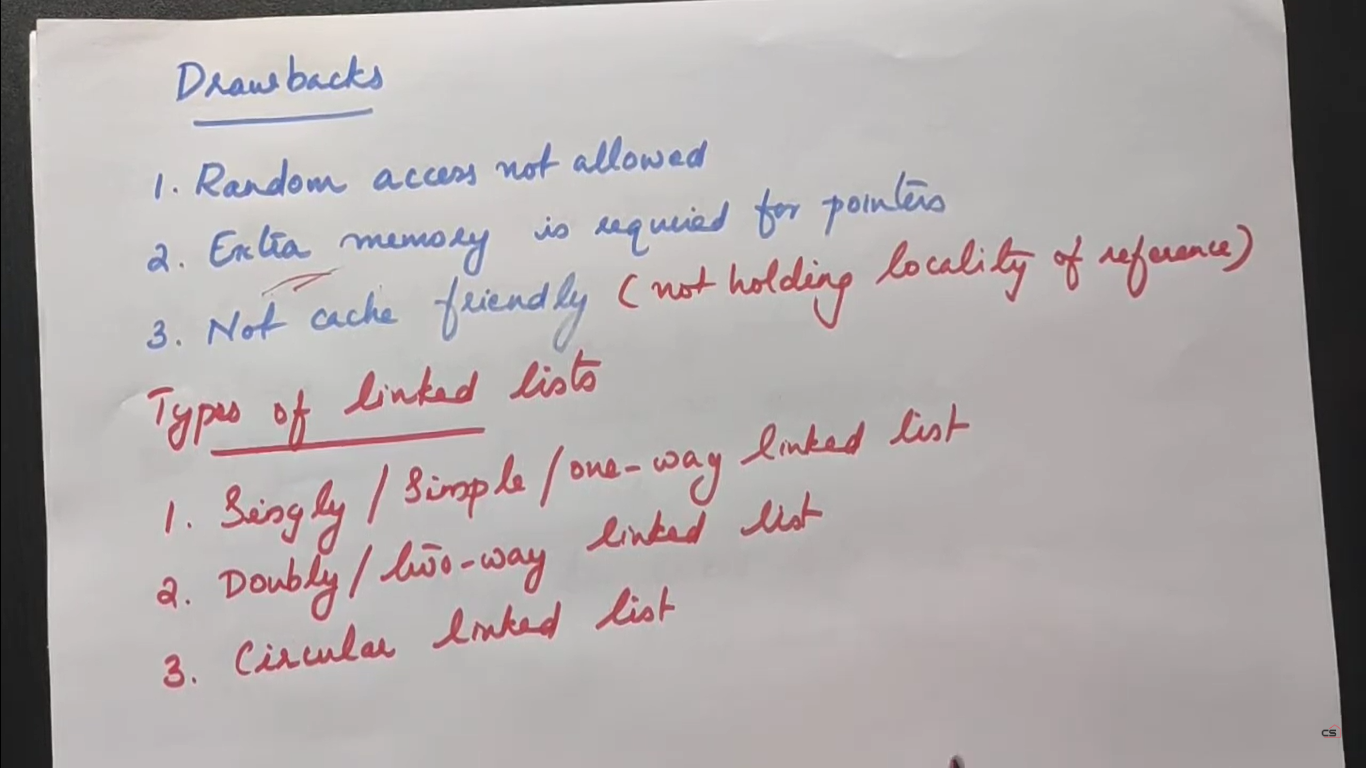 Drawbacks
1. Random access not allowed
2. Extra memory is required for pointers
3. Not cache friendly (not holding locality of reference)
Types of linked lists
1. Singly / Simple / one-way linked list
2. Doubly / two-way linked list
3. Circular linked list
CS